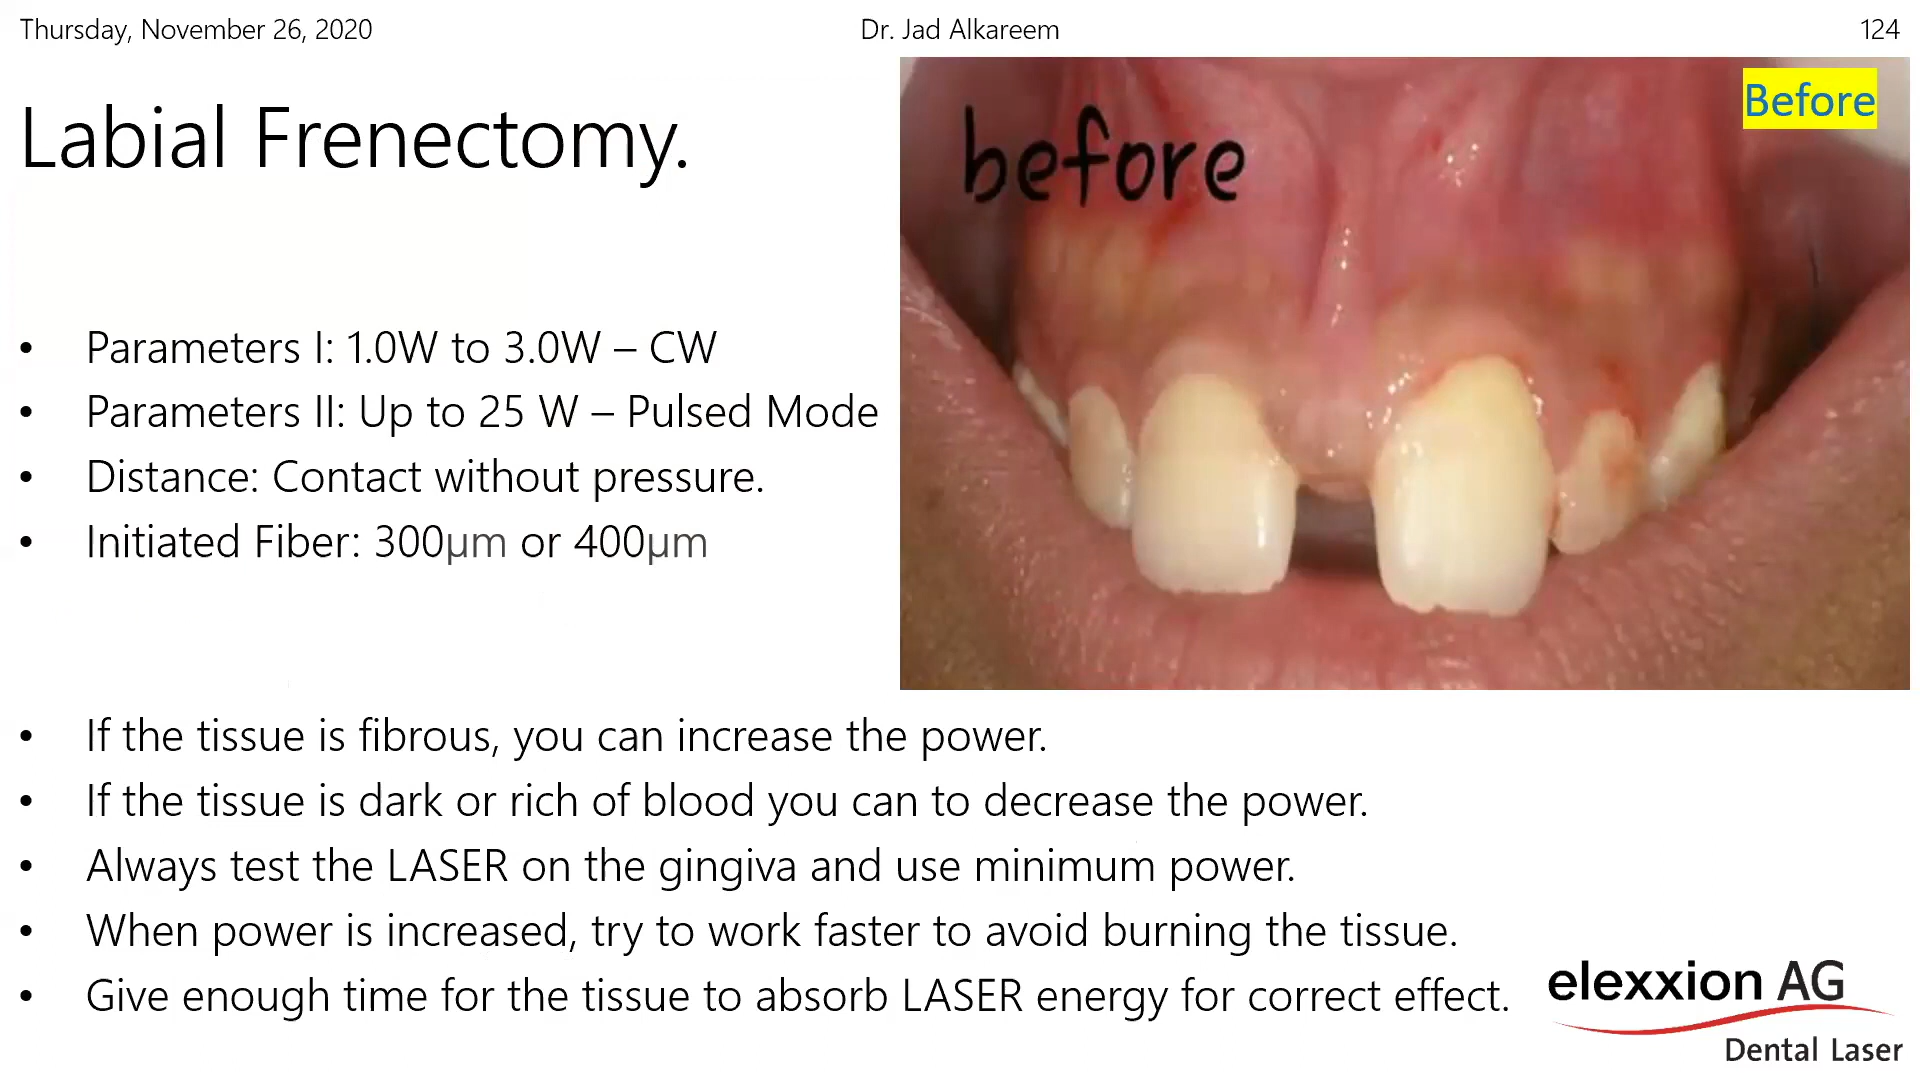 Thursday, November 26, 2020
Dr. Jad Alkareem
124
Labial Frenectomy.
before
Before
• Parameters I: 1.0W to 3.0W – CW
• Parameters II: Up to 25 W – Pulsed Mode
• Distance: Contact without pressure.
• Initiated Fiber: 300μm or 400μm
• If the tissue is fibrous, you can increase the power.
• If the tissue is dark or rich of blood you can to decrease the power.
• Always test the LASER on the gingiva and use minimum power.
• When power is increased, try to work faster to avoid burning the tissue.
• Give enough time for the tissue to absorb LASER energy for correct effect.
elexxion AG
Dental Laser